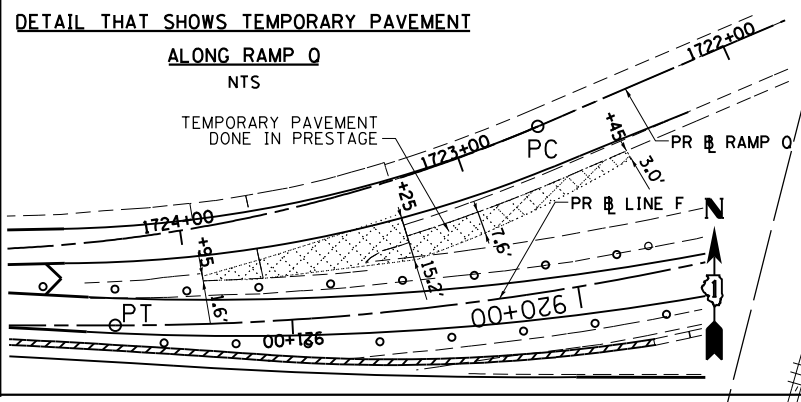 DETAIL THAT SHOWS TEMPORARY PAVEMENT
ALONG RAMP Q
NTS
TEMPORARY PAVEMENT
DONE IN PRESTAGE
1722+00
1723+00
PC
+45
3.0'
PR ℄ RAMP Q
1724+00
+25
PR ℄ LINE F
N
+95
7.6'
15.2'
1.6'
PT
1920+00
921+00
1